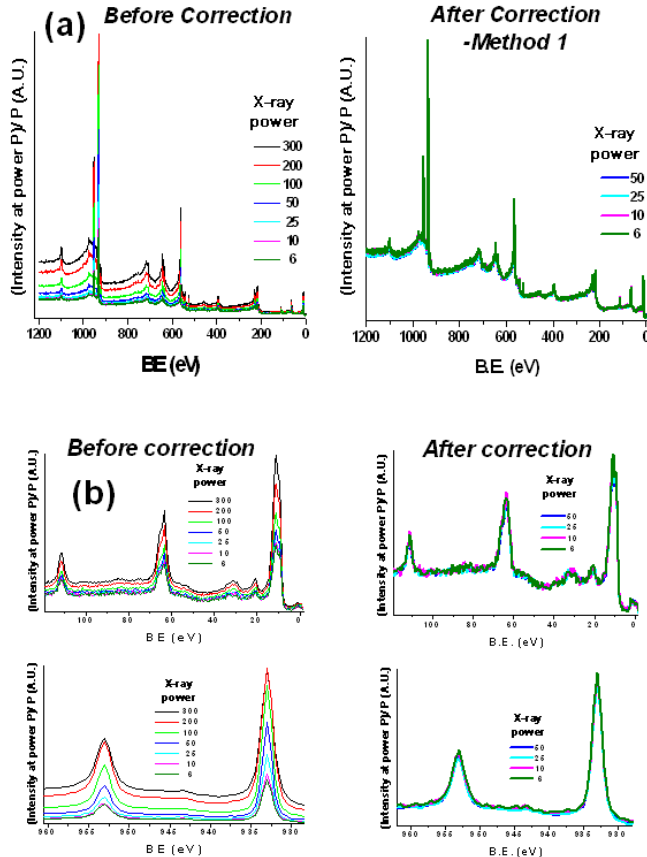 (a) Before Correction
(Intensity at power P)/ P (A.U.)
X-ray
power
300
200
100
50
25
10
6
1200 1000 800 600 400 200 0
B.E. (eV)
After Correction
-Method 1
(Intensity at power P)/ P (A.U.)
X-ray
power
50
25
10
6
1200 1000 800 600 400 200 0
B.E. (eV)
(b) Before correction
(Intensity at power P)/ P (A.U.)
X-ray
power
300
200
100
50
25
10
6
120 100 80 60 40 20 0
B.E (eV)
After correction
(Intensity at power P)/ P (A.U.)
X-ray
power
50
25
10
6
120 100 80 60 40 20 0
B.E. (eV)
(Intensity at power P)/ P (A.U.)
X-ray
power
300
200
100
50
25
10
6
960 955 950 945 940 935 930
B.E (eV)
(Intensity at power P)/ P (A.U.)
X-ray
power
50
25
10
6
960 955 950 945 940 935 930
B.E. (eV)